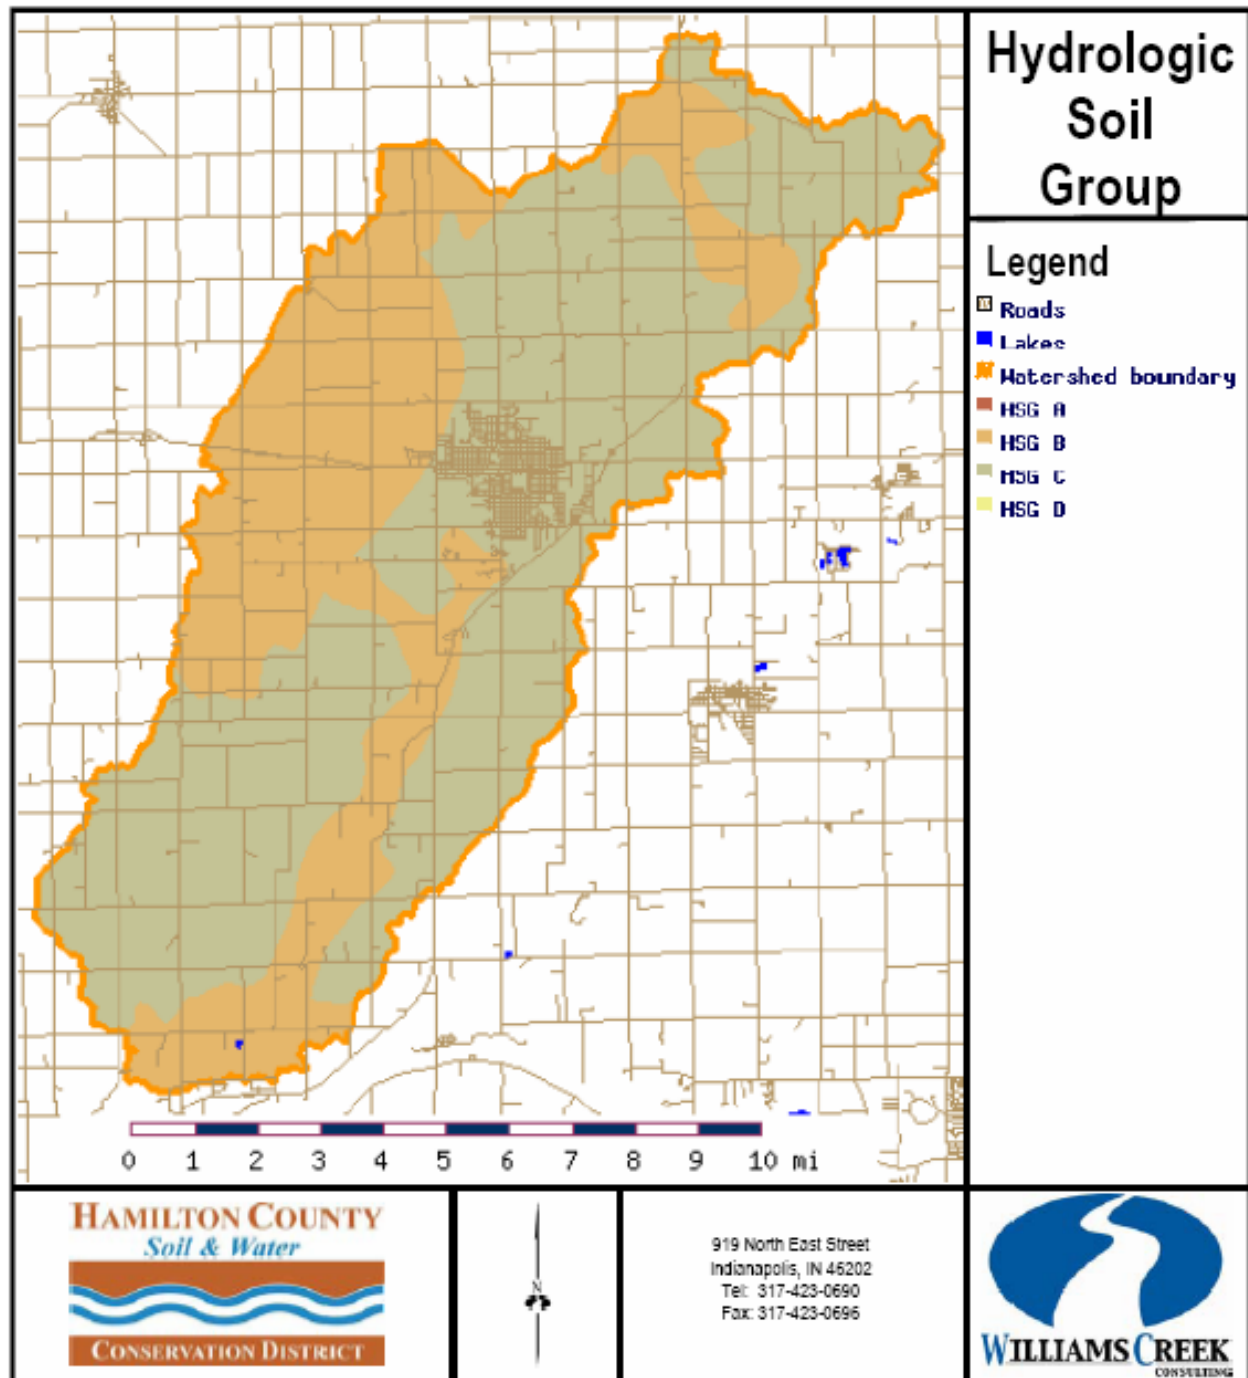 Hydrologic
Soil
Group
Legend
Roads
Lakes
Watershed boundary
HSG A
HSG B
HSG C
HSG D
0 1 2 3 4 5 6 7 8 9 10 mi
HAMILTON COUNTY
Soil & Water
CONSERVATION DISTRICT
N
919 North East Street
Indianapolis, IN 46202
Tel: 317-423-0690
Fax: 317-423-0696
WILLIAMS CREEK
CONSULTING